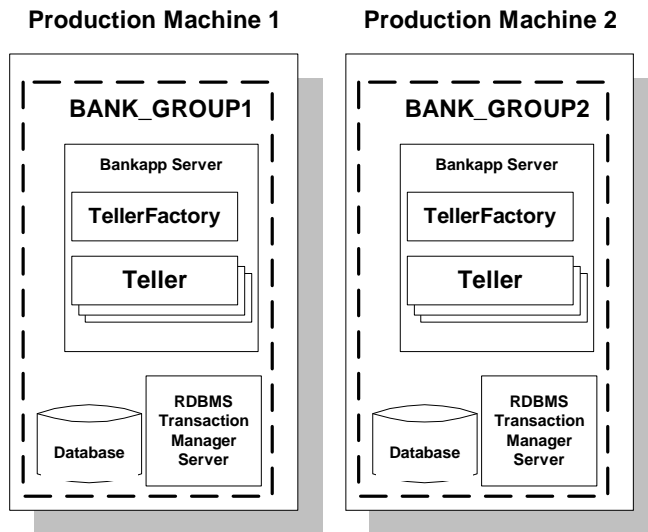 Production Machine 1
BANK_GROUP1
Bankapp Server
TellerFactory
Teller
Database
RDBMS
Transaction
Manager
Server
Production Machine 2
BANK_GROUP2
Bankapp Server
TellerFactory
Teller
Database
RDBMS
Transaction
Manager
Server